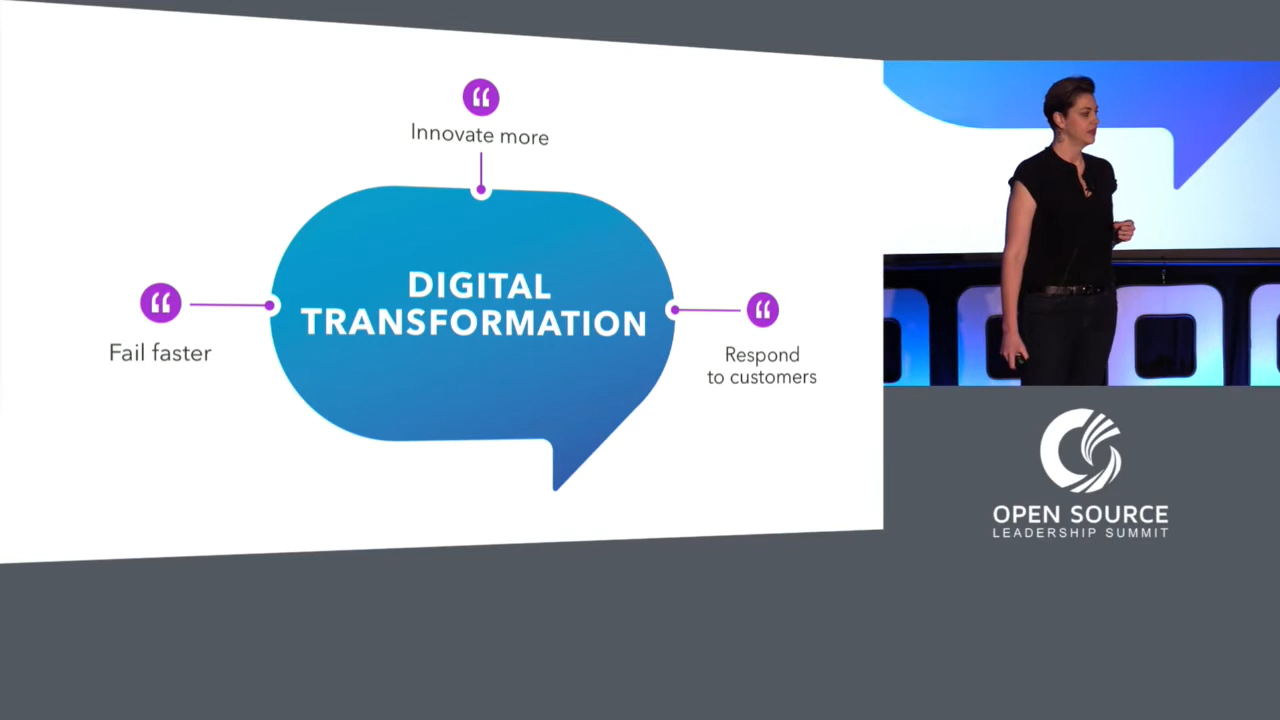 Innovate more
DIGITAL
TRANSFORMATION
Fail faster
Respond
to customers
OPEN SOURCE
LEADERSHIP SUMMIT